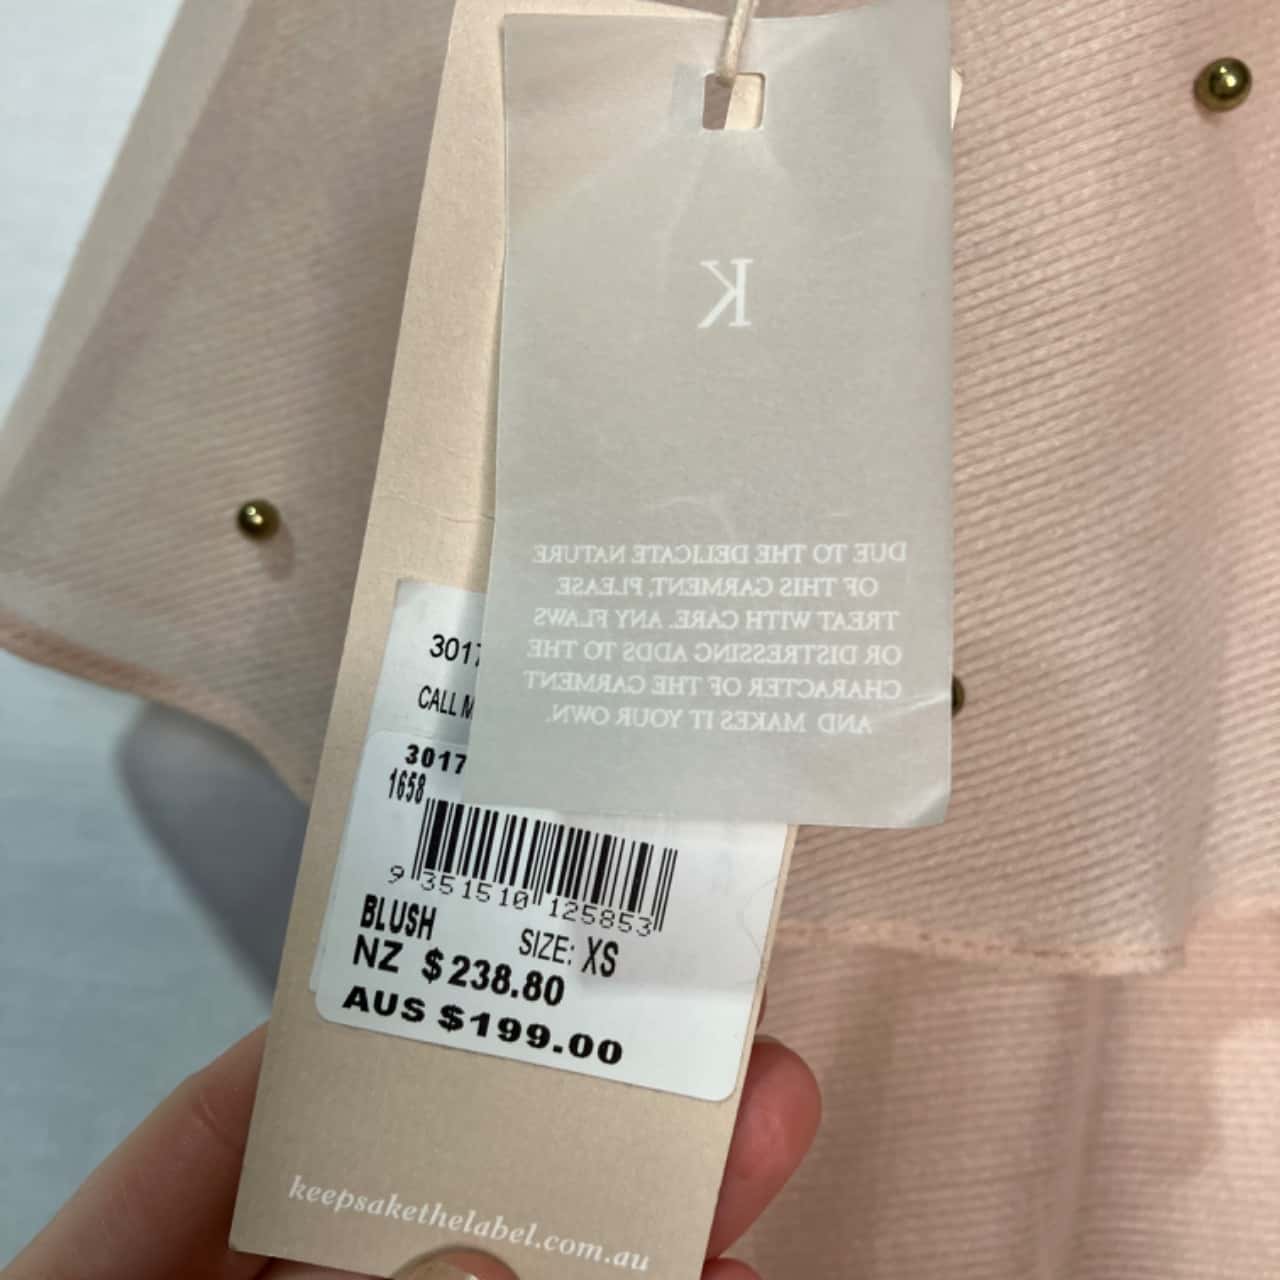 K
DUE TO THE DELICATE NATURE
OF THIS GARMENT, PLEASE
TREAT WITH CARE. ANY FLAWS
OR DISTRESSING ADDS TO THE
CHARACTER OF THE GARMENT
AND MAKES IT YOUR OWN.
3017
CALL M
3017
1658
9 351510 125853
BLUSH
SIZE: XS
NZ $238.80
AUS $199.00
keepsakethelabel.com.au